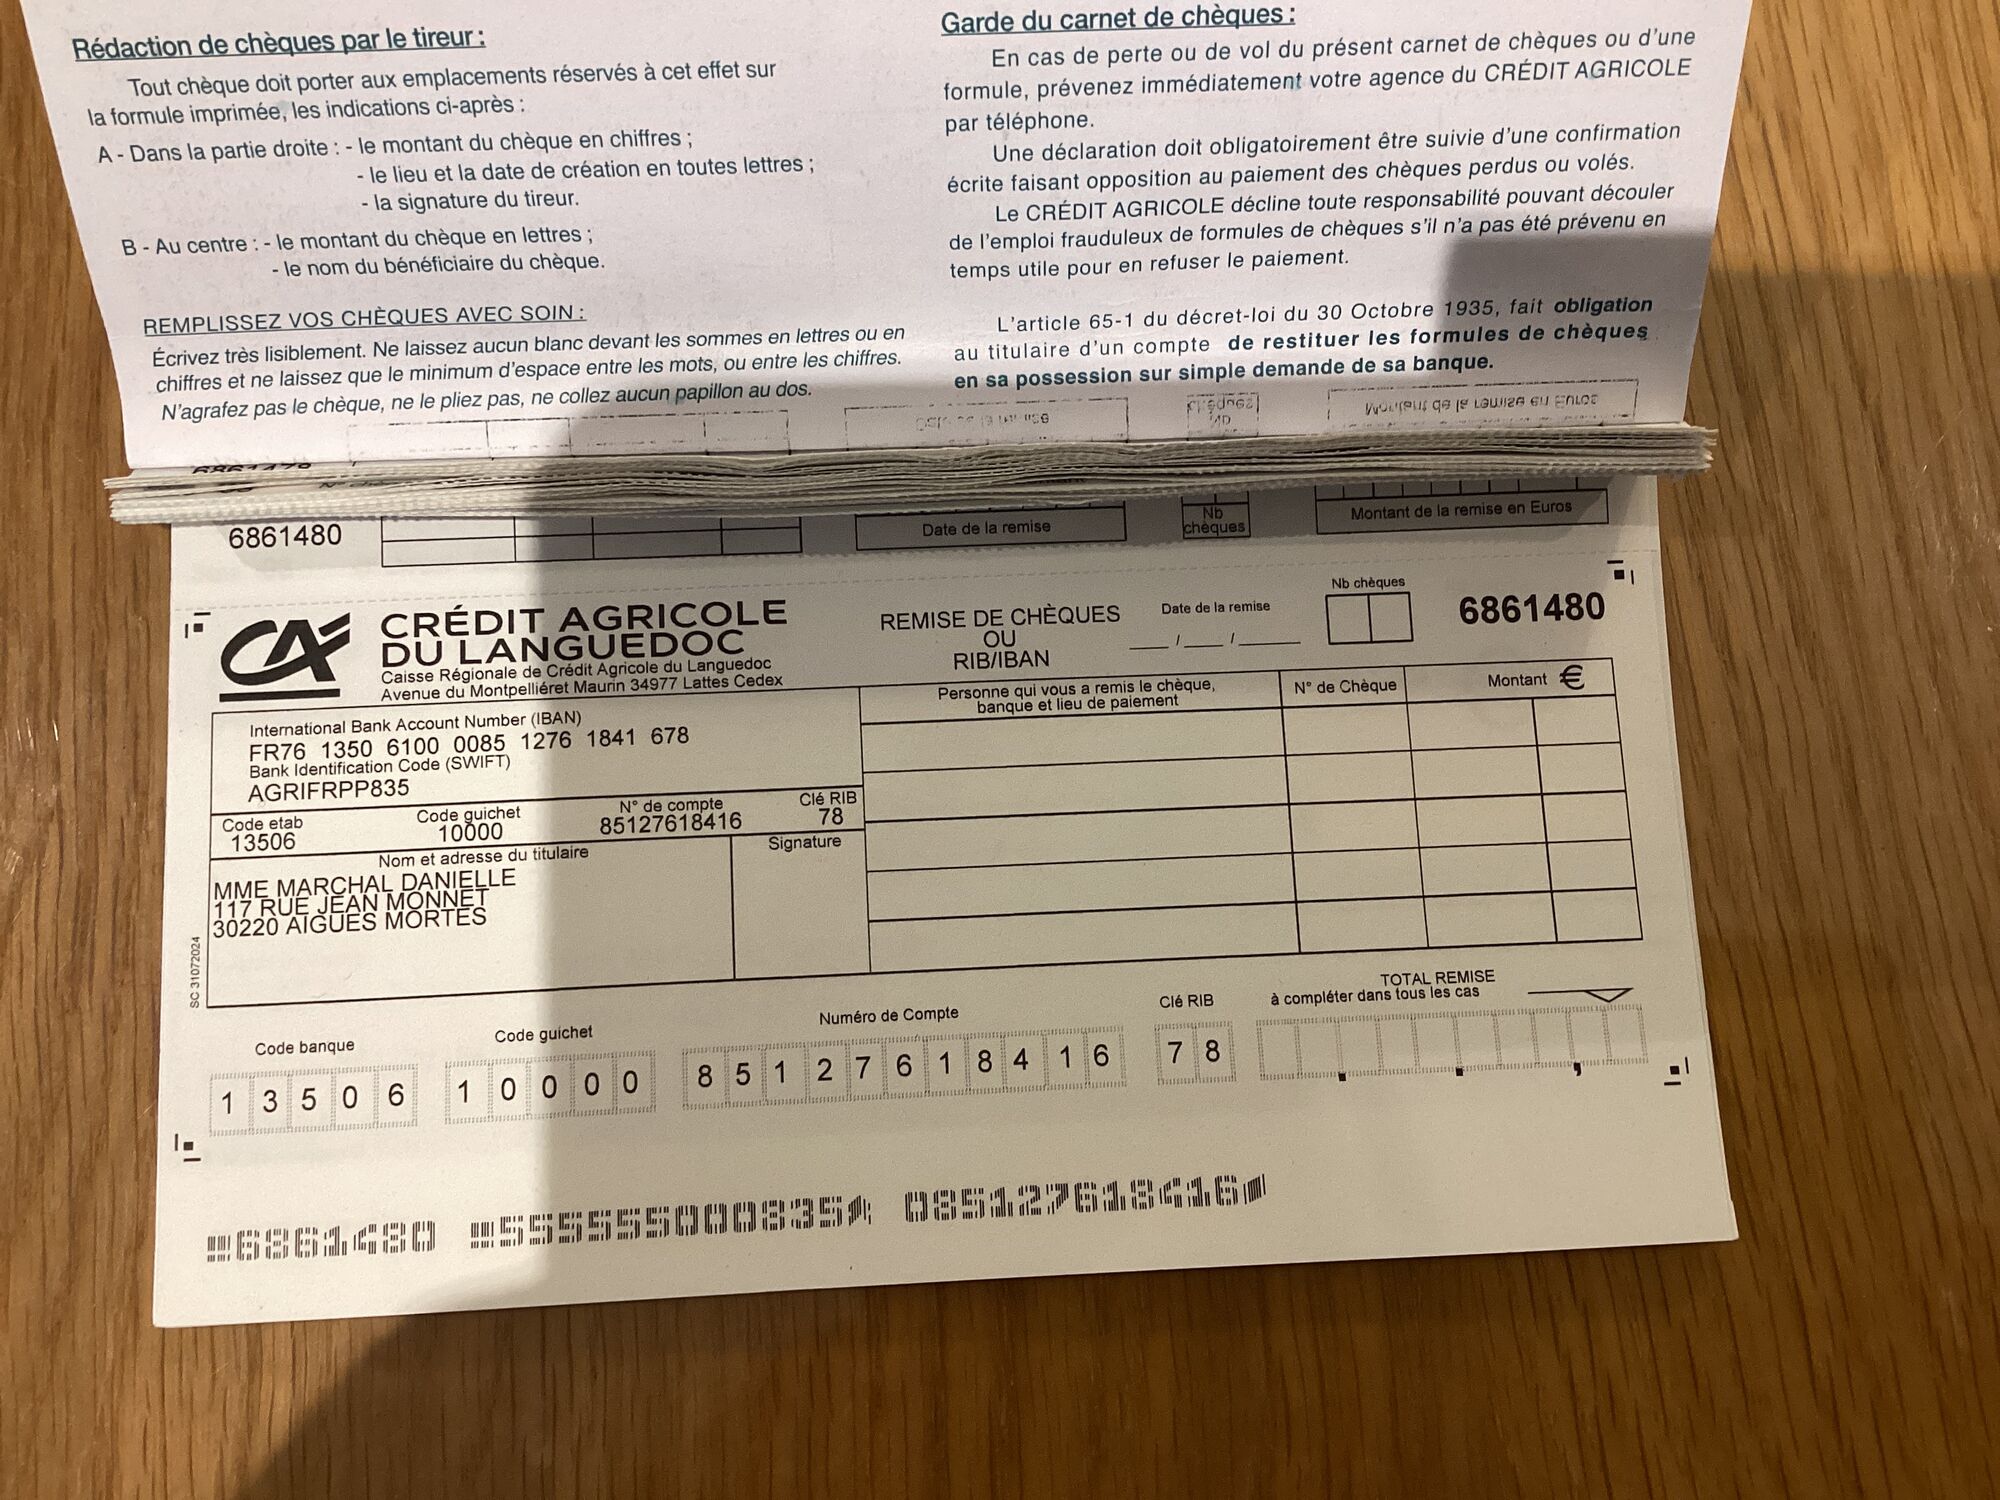 Rédaction de chèques par le tireur :
Tout chèque doit porter aux emplacements réservés à cet effet sur
la formule imprimée, les indications ci-après :
A - Dans la partie droite : - le montant du chèque en chiffres ;
- le lieu et la date de création en toutes lettres ;
- la signature du tireur.
B - Au centre : - le montant du chèque en lettres ;
- le nom du bénéficiaire du chèque.
REMPLISSEZ VOS CHÈQUES AVEC SOIN :
Écrivez très lisiblement. Ne laissez aucun blanc devant les sommes en lettres ou en
chiffres et ne laissez que le minimum d'espace entre les mots, ou entre les chiffres.
N'agrafez pas le chèque, ne le pliez pas, ne collez aucun papillon au dos.
Garde du carnet de chèques :
En cas de perte ou de vol du présent carnet de chèques ou d'une
formule, prévenez immédiatement votre agence du CRÉDIT AGRICOLE
par téléphone.
Une déclaration doit obligatoirement être suivie d'une confirmation
écrite faisant opposition au paiement des chèques perdus ou volés.
Le CRÉDIT AGRICOLE décline toute responsabilité pouvant découler
de l'emploi frauduleux de formules de chèques s'il n'a pas été prévenu en
temps utile pour en refuser le paiement.
L'article 65-1 du décret-loi du 30 Octobre 1935, fait obligation
au titulaire d'un compte de restituer les formules de chèques
en sa possession sur simple demande de sa banque.
6861480
Date de la remise
Nb
chèques
Montant de la remise en Euros
CA
CRÉDIT AGRICOLE
DU LANGUEDOC
Caisse Régionale de Crédit Agricole du Languedoc
Avenue du Montpelliéret Maurin 34977 Lattes Cedex
REMISE DE CHÈQUES
OU
RIB/IBAN
Date de la remise
__ / __ / ____
Nb chèques
6861480
International Bank Account Number (IBAN)
FR76 1350 6100 0085 1276 1841 678
Bank Identification Code (SWIFT)
AGRIFRPP835
Code etab
13506
Code guichet
10000
N° de compte
85127618416
Clé RIB
78
Nom et adresse du titulaire
MME MARCHAL DANIELLE
117 RUE JEAN MONNET
30220 AIGUES MORTES
Signature
Personne qui vous a remis le chèque,
banque et lieu de paiement
N° de Chèque
Montant €
SC 31072024
Code banque
13506
Code guichet
10000
Numéro de Compte
85127618416
Clé RIB
78
TOTAL REMISE
à compléter dans tous les cas
6861480 555555000835 085127618416